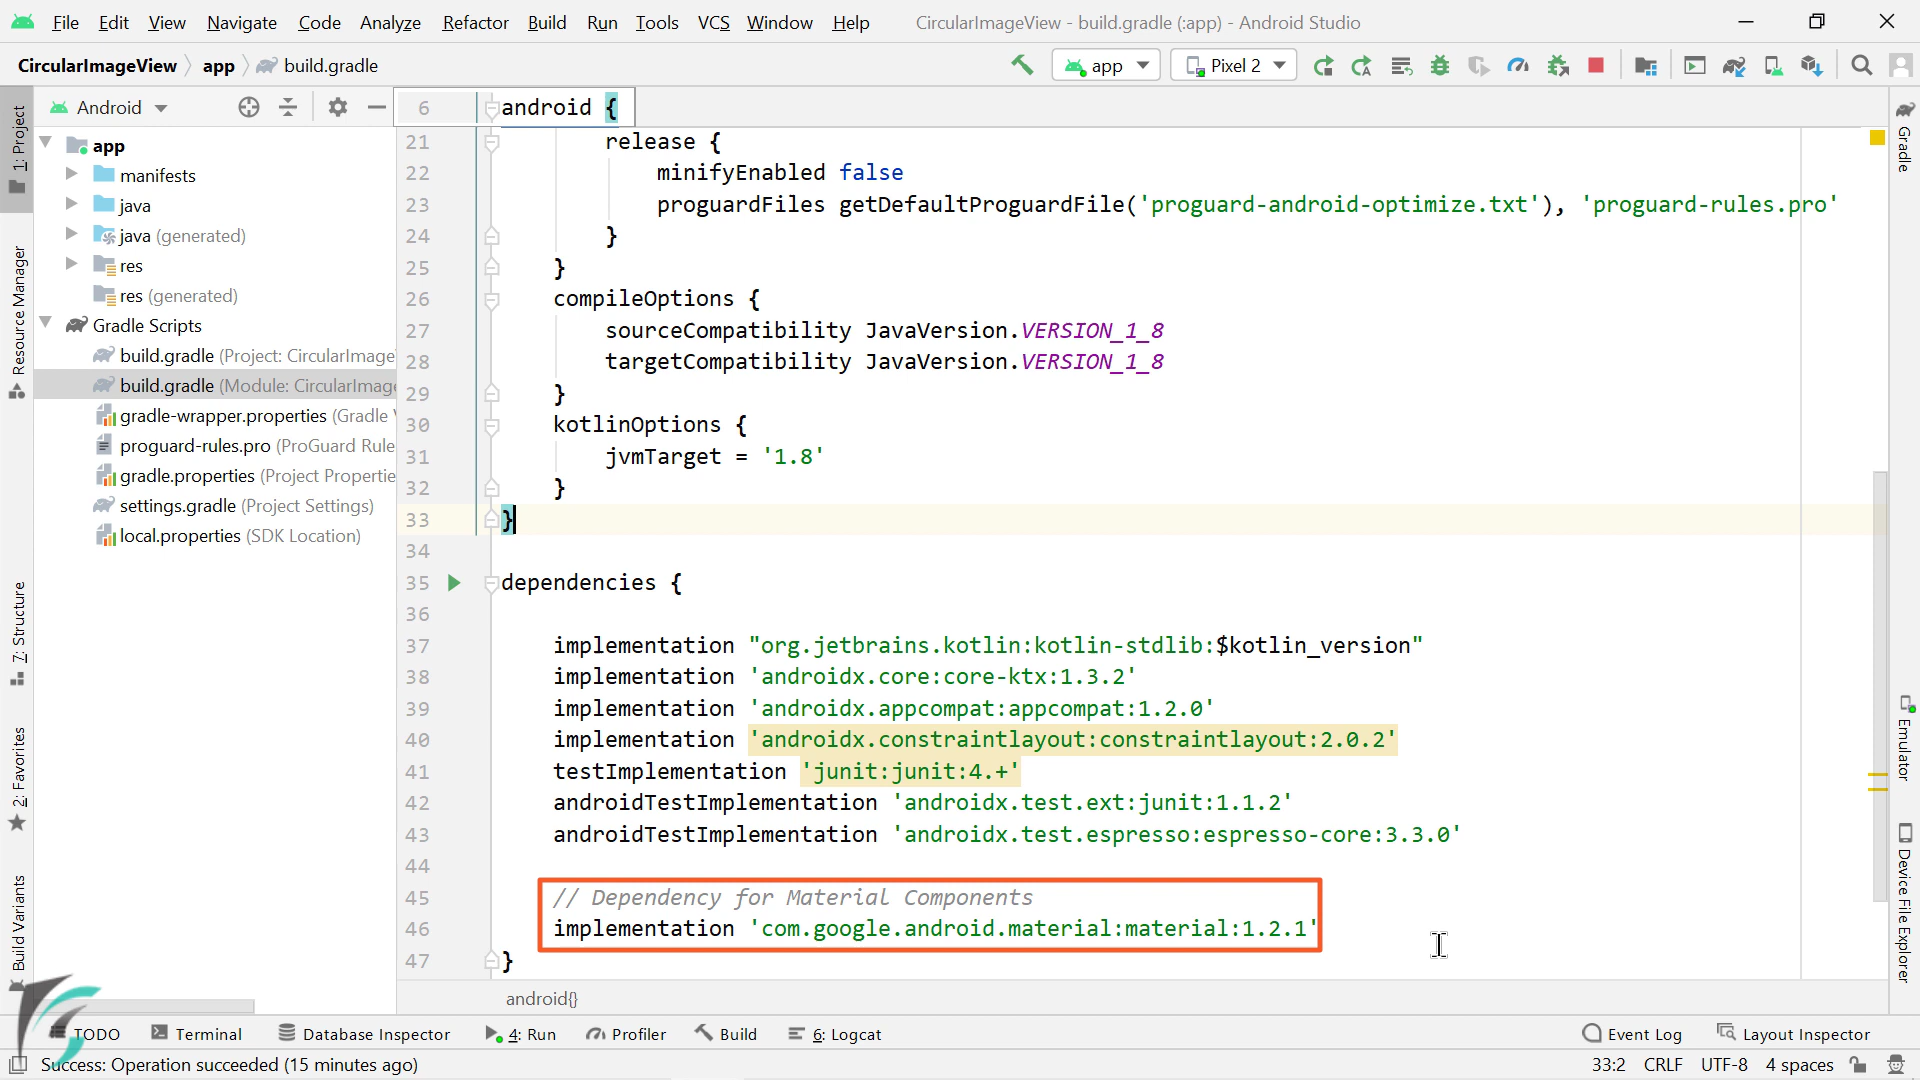 File Edit View Navigate Code Analyze Refactor Build Run Tools VCS Window Help CircularImageView - build.gradle (:app) - Android Studio
CircularImageView app build.gradle app Pixel 2
Android
1: Project
Resource Manager
7: Structure
2: Favorites
Build Variants
app
manifests
java
java (generated)
res
res (generated)
Gradle Scripts
build.gradle (Project: CircularImage
build.gradle (Module: CircularImage
gradle-wrapper.properties (Gradle
proguard-rules.pro (ProGuard Rule
gradle.properties (Project Propertie
settings.gradle (Project Settings)
local.properties (SDK Location)
6 android {
21 release {
22 minifyEnabled false
23 proguardFiles getDefaultProguardFile('proguard-android-optimize.txt'), 'proguard-rules.pro'
24 }
25 }
26 compileOptions {
27 sourceCompatibility JavaVersion.VERSION_1_8
28 targetCompatibility JavaVersion.VERSION_1_8
29 }
30 kotlinOptions {
31 jvmTarget = '1.8'
32 }
33 }
34
35 dependencies {
36
37 implementation "org.jetbrains.kotlin:kotlin-stdlib:$kotlin_version"
38 implementation 'androidx.core:core-ktx:1.3.2'
39 implementation 'androidx.appcompat:appcompat:1.2.0'
40 implementation 'androidx.constraintlayout:constraintlayout:2.0.2'
41 testImplementation 'junit:junit:4.+'
42 androidTestImplementation 'androidx.test.ext:junit:1.1.2'
43 androidTestImplementation 'androidx.test.espresso:espresso-core:3.3.0'
44
45 // Dependency for Material Components
46 implementation 'com.google.android.material:material:1.2.1'
47 }
android{}
Gradle
Emulator
Device File Explorer
TODO Terminal Database Inspector 4: Run Profiler Build 6: Logcat Event Log Layout Inspector
Success: Operation succeeded (15 minutes ago) 33:2 CRLF UTF-8 4 spaces